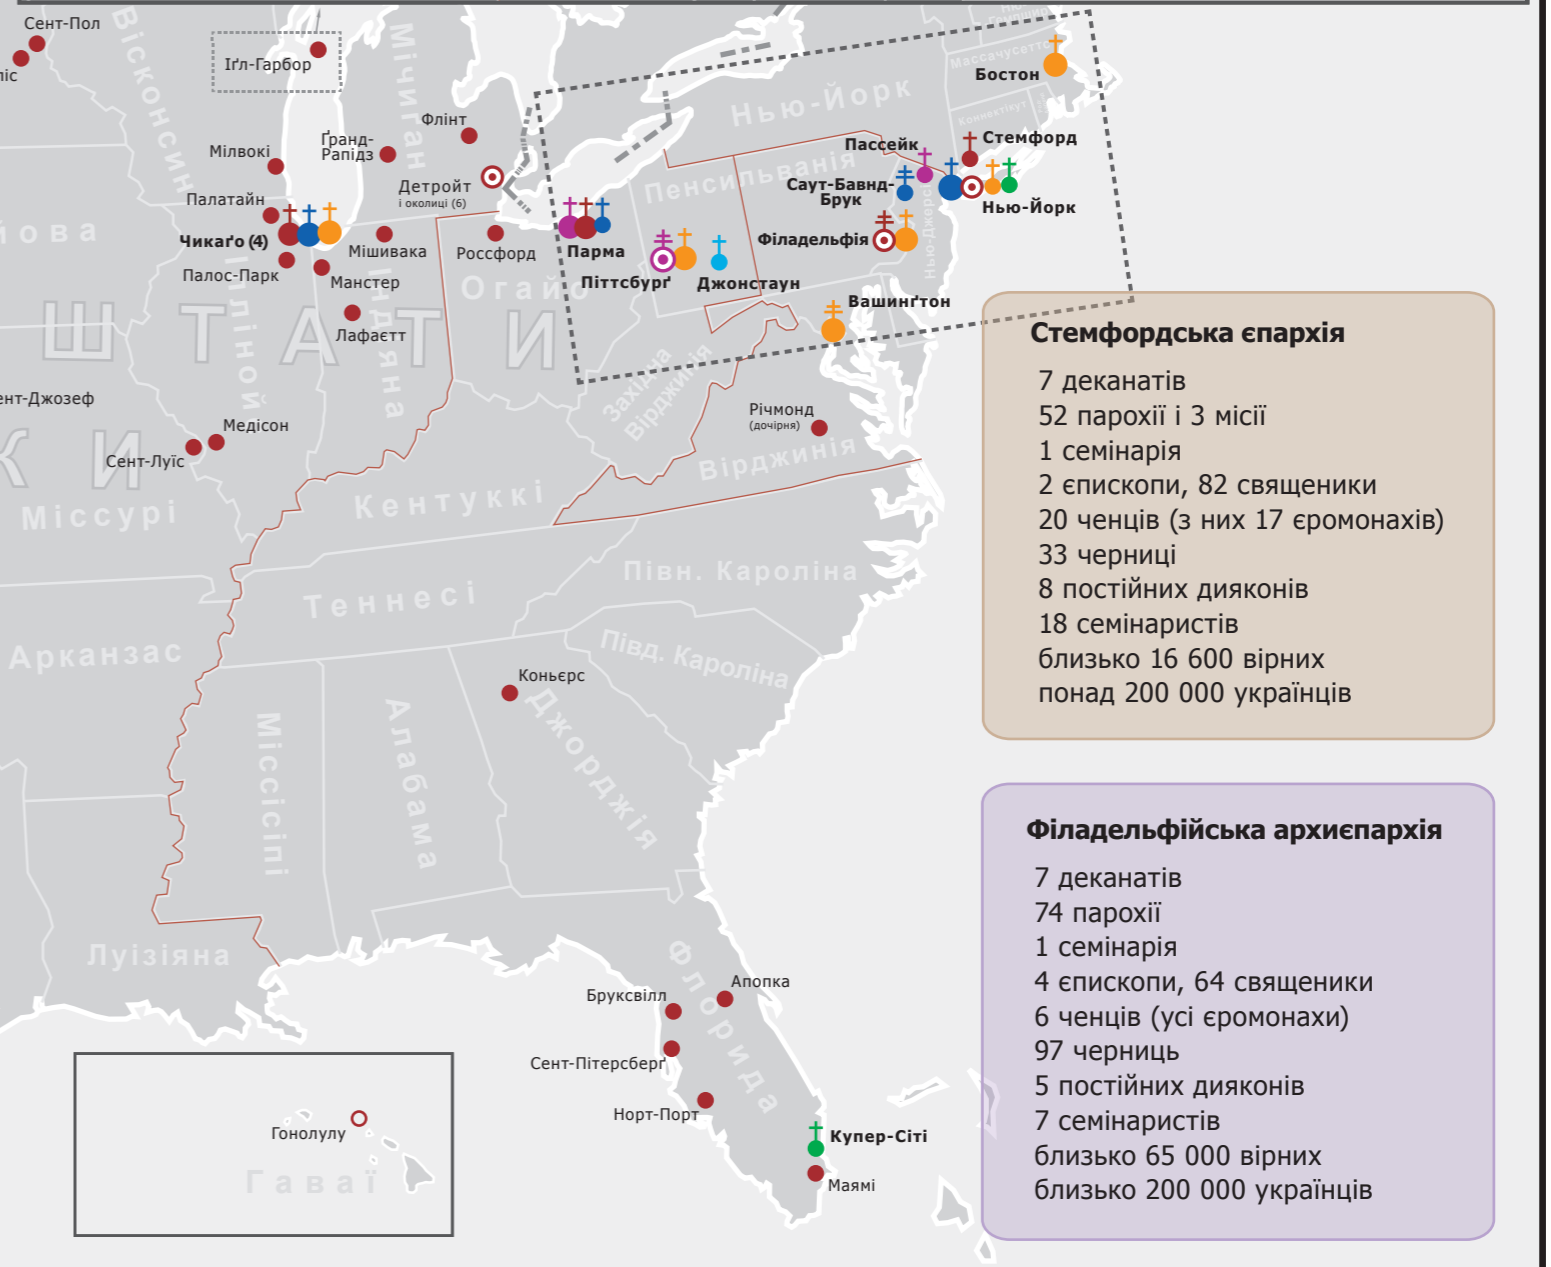 Сент-Пол
Вісконсин
Іґл-Гарбор
Мічиган
Флінт
Ґранд-
Рапідз
Мілвокі
Детройт
і околиці (6)
Палатайн
Чикаґо (4)
Палос-Парк
Мішивака
Манстер
Лафаєтт
Россфорд
Парма
Огайо
Індіяна
Ілліной
ШТАТИ
Нью-Йорк
Массачусеттс
Бостон
Коннектікут
Стемфорд
Пассейк
Пенсильванія
Саут-Бавнд-
Брук
Нью-Йорк
Філадельфія
Піттсбурґ
Джонстаун
Вашинґтон
Західна
Вірджинія
Річмонд
(дочірня)
Вірджинія
Медісон
Сент-Луїс
Міссурі
Кентуккі
Теннесі
Півн. Кароліна
Півд. Кароліна
Арканзас
Коньєрс
Міссісіпі
Алабама
Джорджія
Луізіяна
Флорида
Бруксвілл
Апопка
Сент-Пітерсберґ
Норт-Порт
Купер-Сіті
Маямі
Гонолулу
Гаваї
Стемфордська єпархія
7 деканатів
52 парохії і 3 місії
1 семінарія
2 єпископи, 82 священики
20 ченців (з них 17 єромонахів)
33 черниці
8 постійних дияконів
18 семінаристів
близько 16 600 вірних
понад 200 000 українців
Філадельфійська архиєпархія
7 деканатів
74 парохії
1 семінарія
4 єпископи, 64 священики
6 ченців (усі єромонахи)
97 черниць
5 постійних дияконів
7 семінаристів
близько 65 000 вірних
близько 200 000 українців